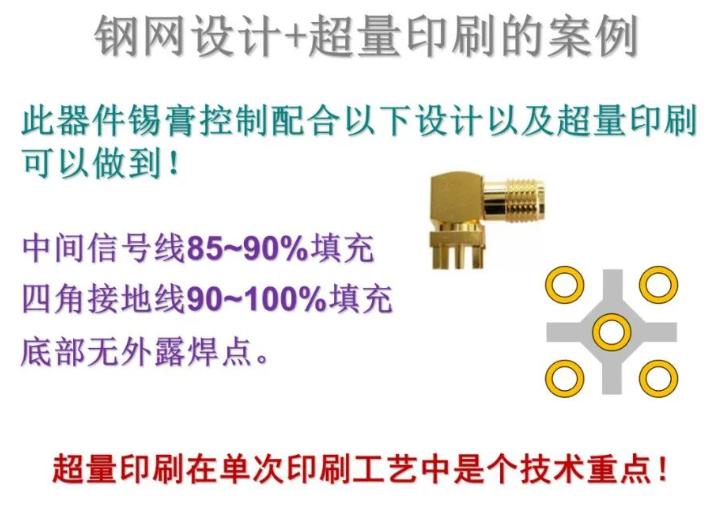 钢网设计+超量印刷的案例
此器件锡膏控制配合以下设计以及超量印刷
可以做到！
中间信号线85~90%填充
四角接地线90~100%填充
底部无外露焊点。
超量印刷在单次印刷工艺中是个技术重点！